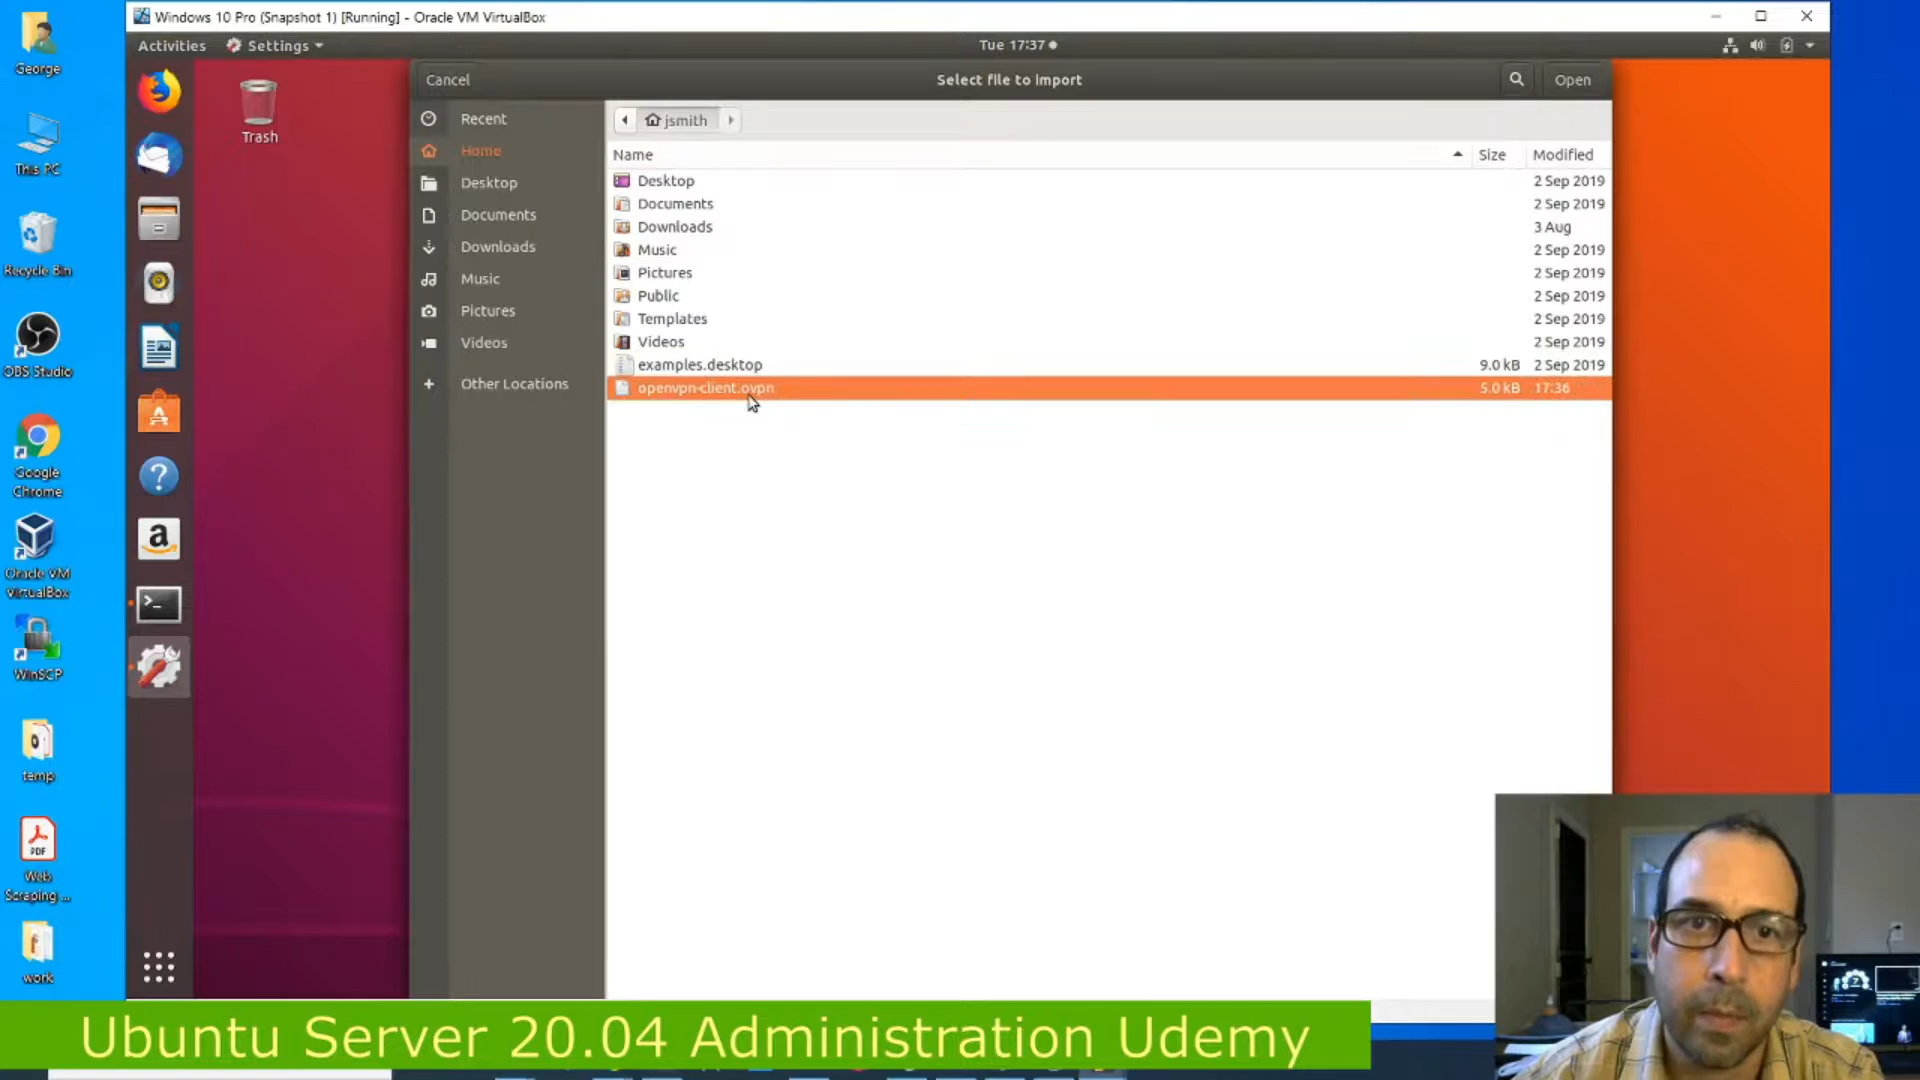 Windows 10 Pro (Snapshot 1) [Running] - Oracle VM VirtualBox
Activities Settings Tue 17:37
Cancel Select file to import Open
George
This PC
Recycle Bin
OBS Studio
Google
Chrome
Oracle VM
VirtualBox
WinSCP
temp
PDF
Web
Scraping ...
work
Trash
Recent
Home
Desktop
Documents
Downloads
Music
Pictures
Videos
Other Locations
jsmith
Name Size Modified
Desktop 2 Sep 2019
Documents 2 Sep 2019
Downloads 3 Aug
Music 2 Sep 2019
Pictures 2 Sep 2019
Public 2 Sep 2019
Templates 2 Sep 2019
Videos 2 Sep 2019
examples.desktop 9.0 kB 2 Sep 2019
openvpn-client.ovpn 5.0 kB 17:36
Ubuntu Server 20.04 Administration Udemy